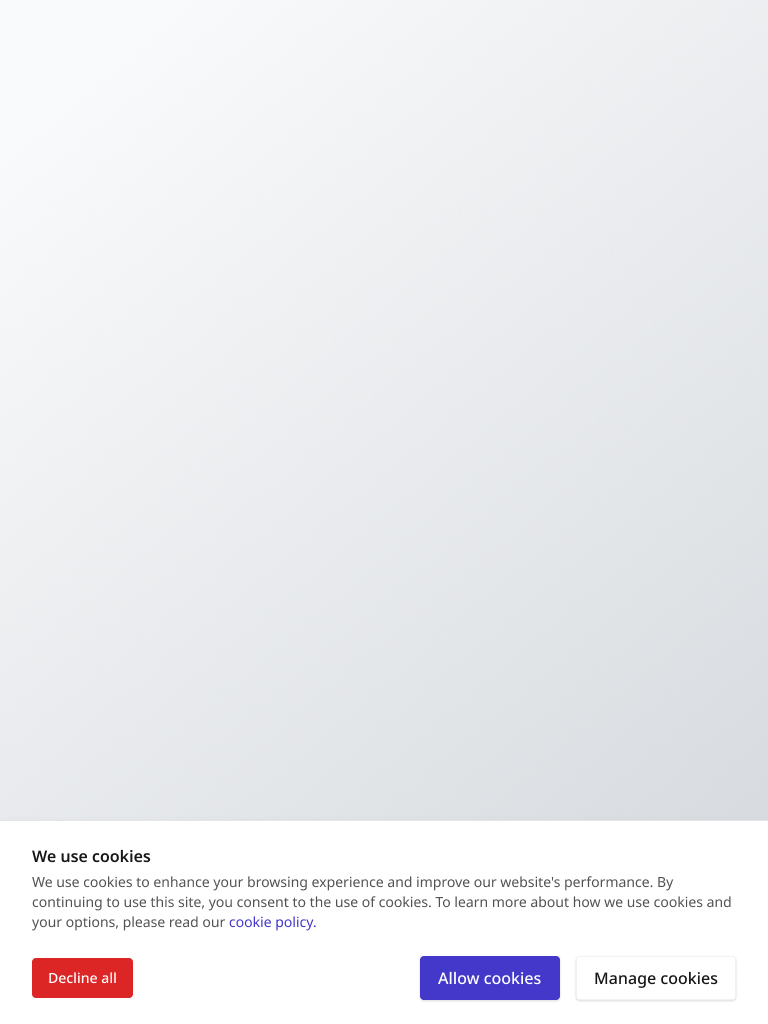 We use cookies
We use cookies to enhance your browsing experience and improve our website's performance. By
continuing to use this site, you consent to the use of cookies. To learn more about how we use cookies and
your options, please read our cookie policy.
Decline all
Allow cookies
Manage cookies